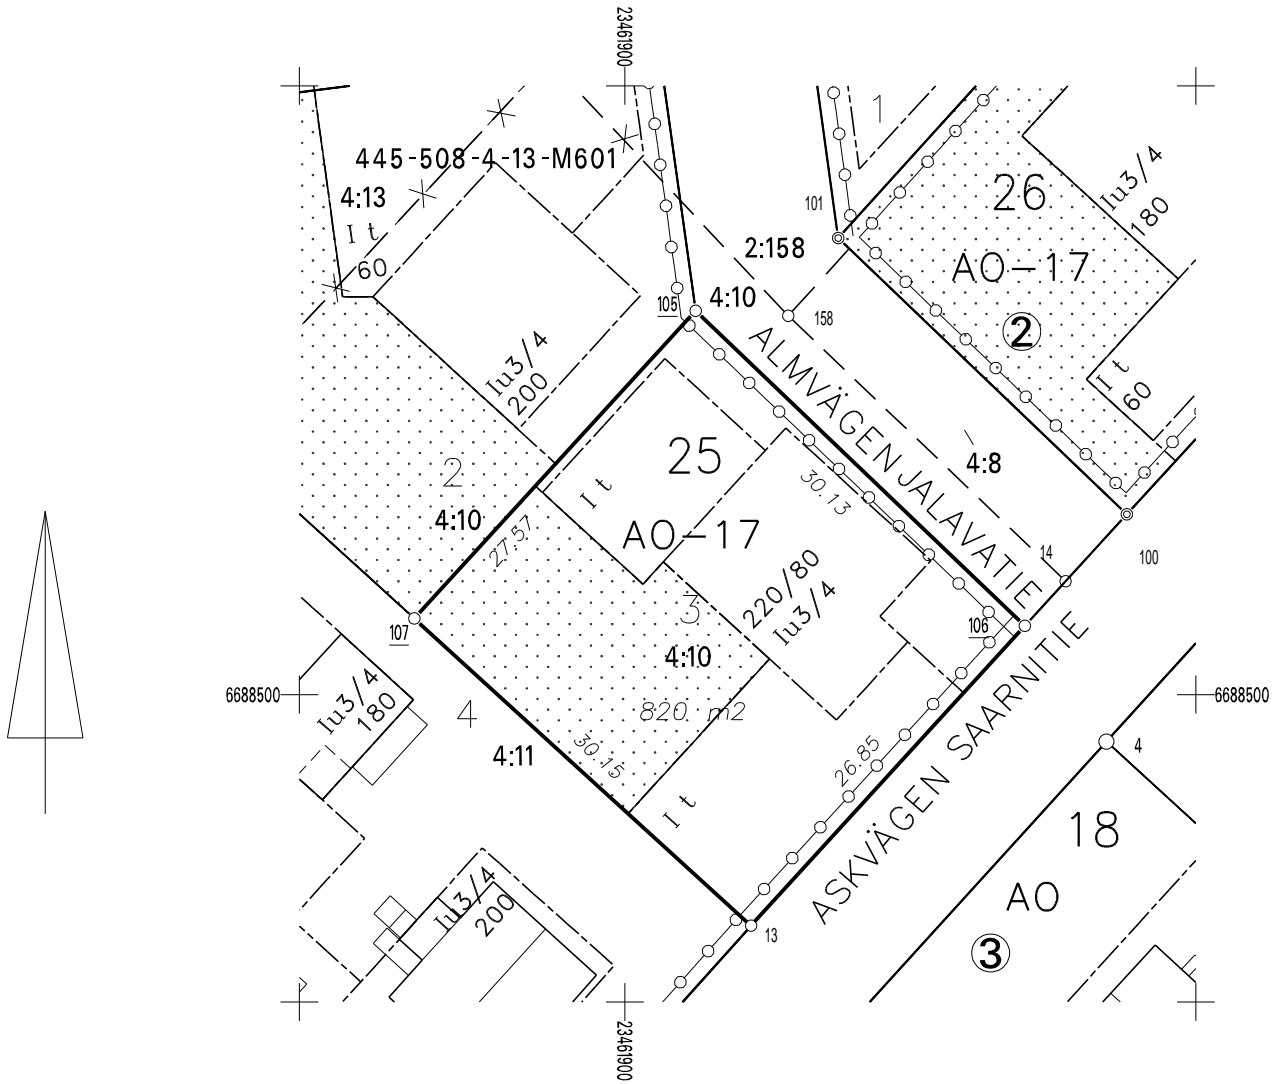 23461900
1
445-508-4-13-M601
4:13
I t
60
101
26
Iu3/4
180
2:158
AO-17
4:10
105
158
2
ALMVÄGEN JALAVATIE
Iu3/4
200
I t
60
25
2
4:10
I t
30.13
4:8
AO-17
27.57
14
100
220/80
Iu3/4
3
107
106
4:10
6688500
6688500
Iu3/4
180
4
820 m2
4:11
30.15
26.85
ASKVÄGEN SAARNITIE
4
I t
18
Iu3/4
200
AO
13
3
23461900